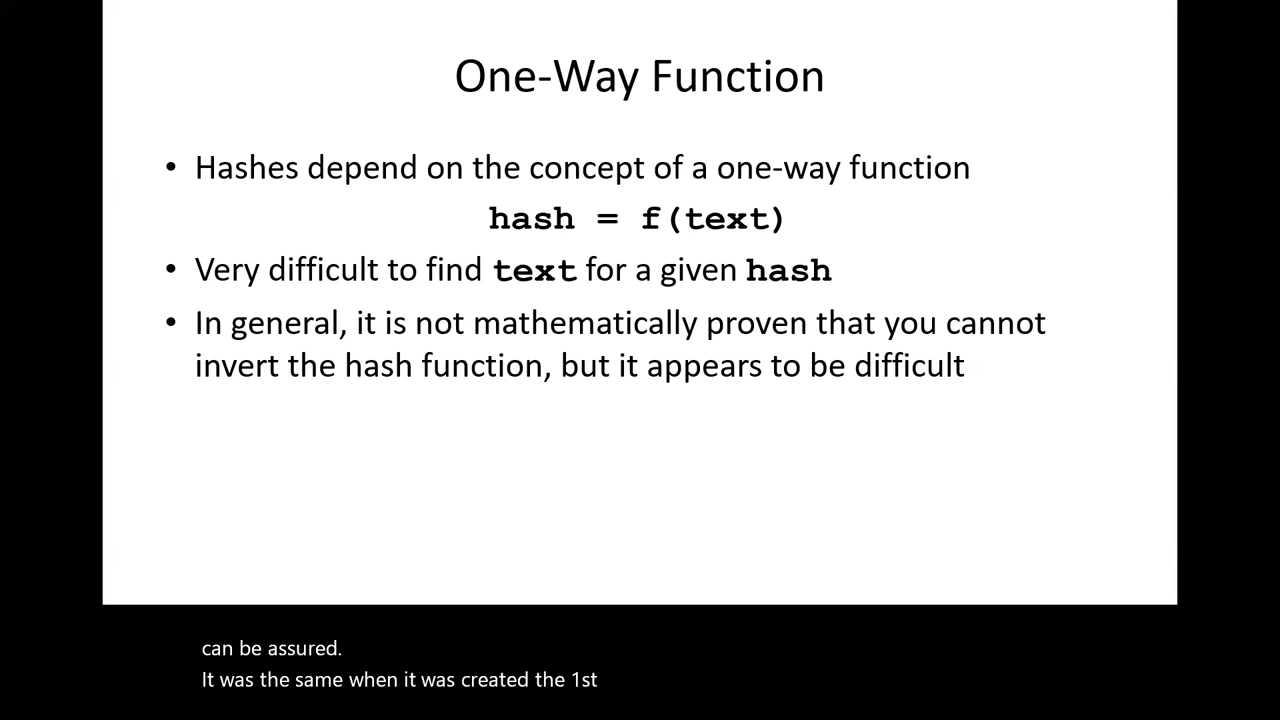 One-Way Function
• Hashes depend on the concept of a one-way function
hash = f(text)
• Very difficult to find text for a given hash
• In general, it is not mathematically proven that you cannot
invert the hash function, but it appears to be difficult
can be assured.
It was the same when it was created the 1st